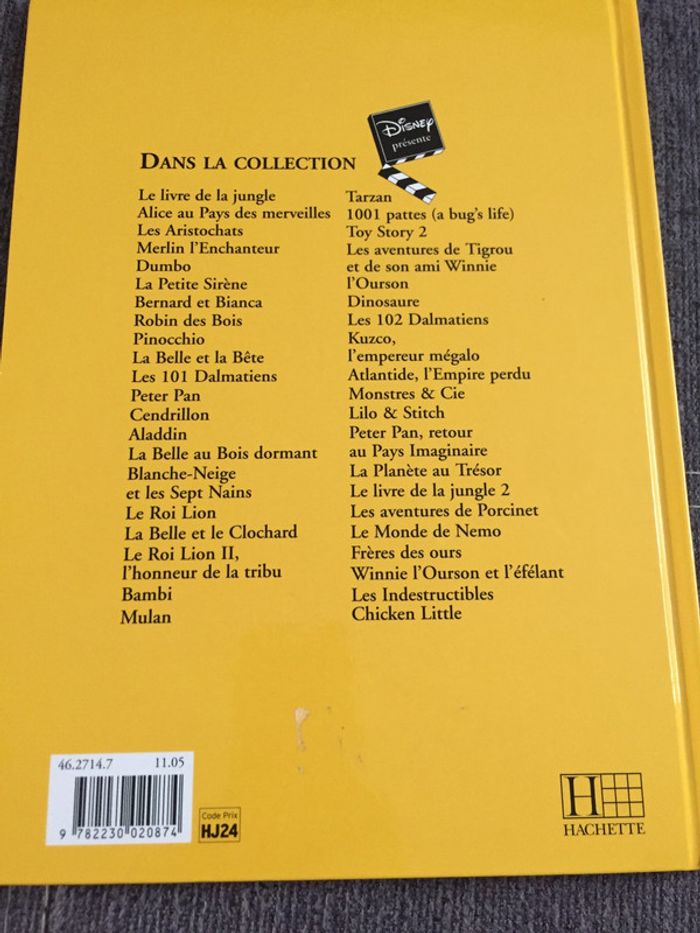 Disney
présente
DANS LA COLLECTION
Le livre de la jungle
Alice au Pays des merveilles
Les Aristochats
Merlin l'Enchanteur
Dumbo
La Petite Sirène
Bernard et Bianca
Robin des Bois
Pinocchio
La Belle et la Bête
Les 101 Dalmatiens
Peter Pan
Cendrillon
Aladdin
La Belle au Bois dormant
Blanche-Neige
et les Sept Nains
Le Roi Lion
La Belle et le Clochard
Le Roi Lion II,
l'honneur de la tribu
Bambi
Mulan
Tarzan
1001 pattes (a bug's life)
Toy Story 2
Les aventures de Tigrou
et de son ami Winnie
l'Ourson
Dinosaure
Les 102 Dalmatiens
Kuzco,
l'empereur mégalo
Atlantide, l'Empire perdu
Monstres & Cie
Lilo & Stitch
Peter Pan, retour
au Pays Imaginaire
La Planète au Trésor
Le livre de la jungle 2
Les aventures de Porcinet
Le Monde de Nemo
Frères des ours
Winnie l'Ourson et l'éfélant
Les Indestructibles
Chicken Little
46.2714.7 11.05
9 782230 020874
Code Prix
HJ24
H
HACHETTE